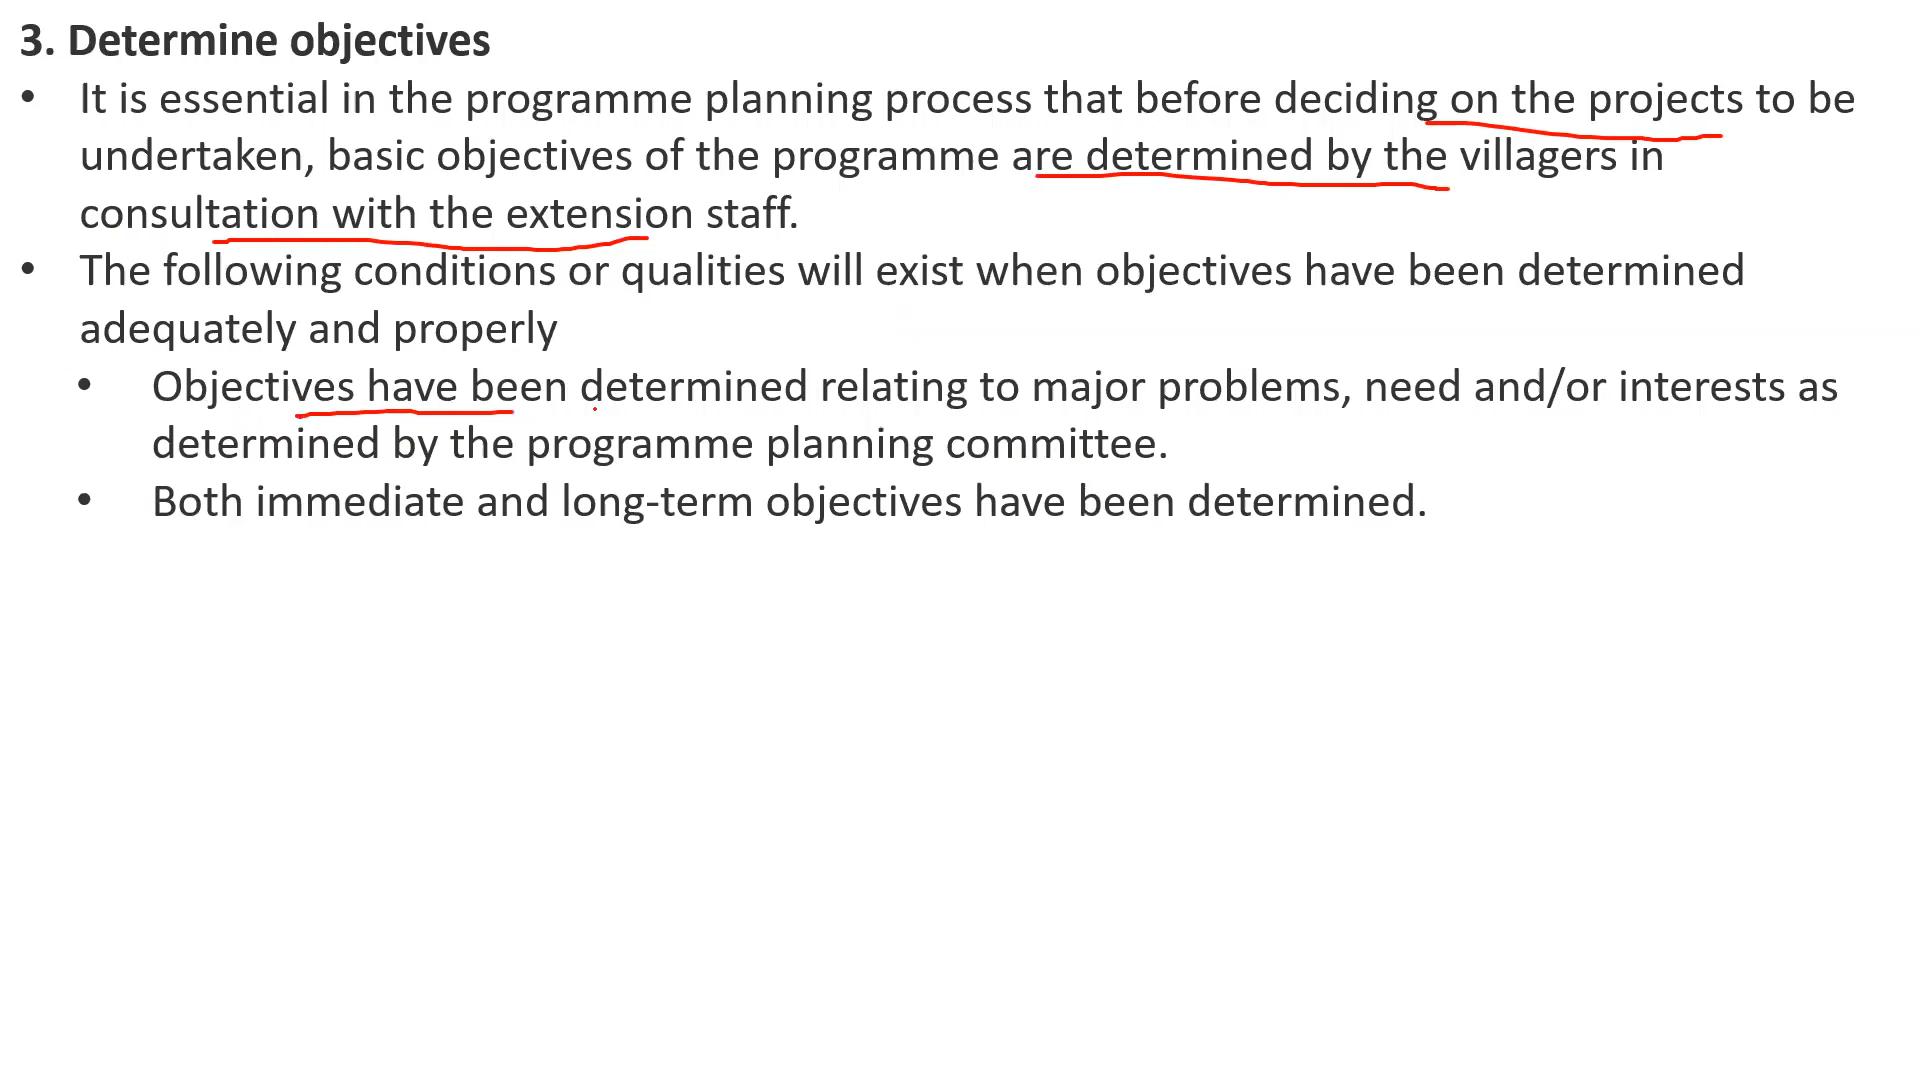 3. Determine objectives
• It is essential in the programme planning process that before deciding on the projects to be
undertaken, basic objectives of the programme are determined by the villagers in
consultation with the extension staff.
• The following conditions or qualities will exist when objectives have been determined
adequately and properly
• Objectives have been determined relating to major problems, need and/or interests as
determined by the programme planning committee.
• Both immediate and long-term objectives have been determined.